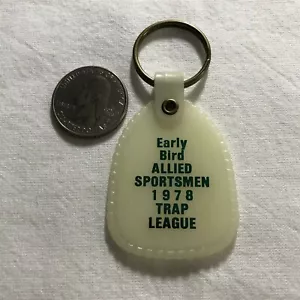 Early
Bird
ALLIED
SPORTSMEN
1978
TRAP
LEAGUE